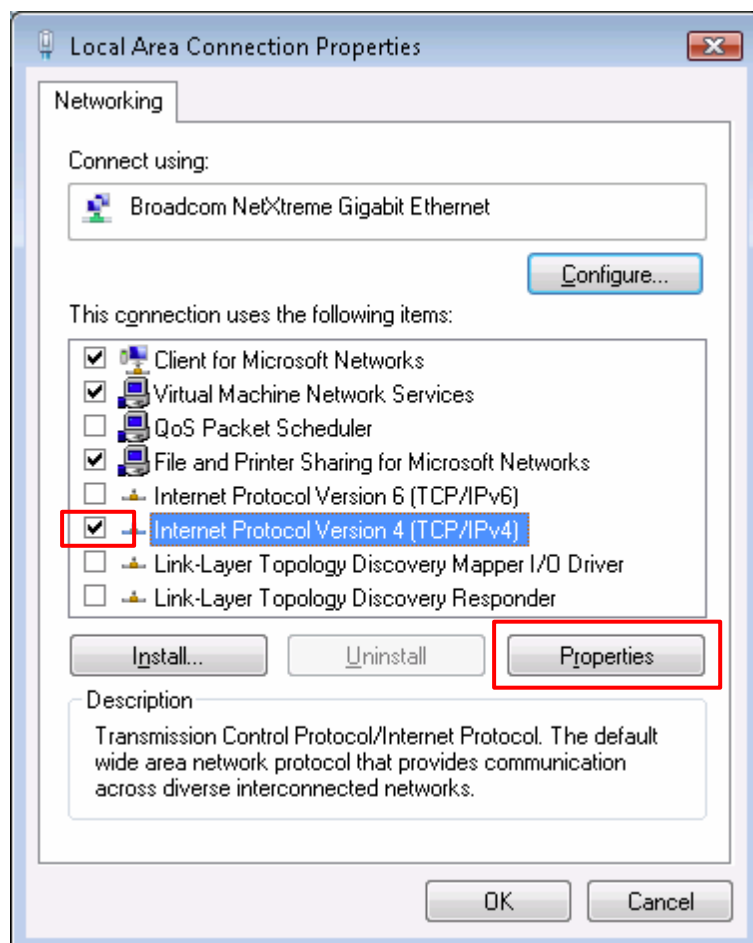 Local Area Connection Properties
Networking
Connect using:
Broadcom NetXtreme Gigabit Ethernet
Configure...
This connection uses the following items:
Client for Microsoft Networks
Virtual Machine Network Services
QoS Packet Scheduler
File and Printer Sharing for Microsoft Networks
Internet Protocol Version 6 (TCP/IPv6)
Internet Protocol Version 4 (TCP/IPv4)
Link-Layer Topology Discovery Mapper I/O Driver
Link-Layer Topology Discovery Responder
Install...
Uninstall
Properties
Description
Transmission Control Protocol/Internet Protocol. The default
wide area network protocol that provides communication
across diverse interconnected networks.
OK
Cancel